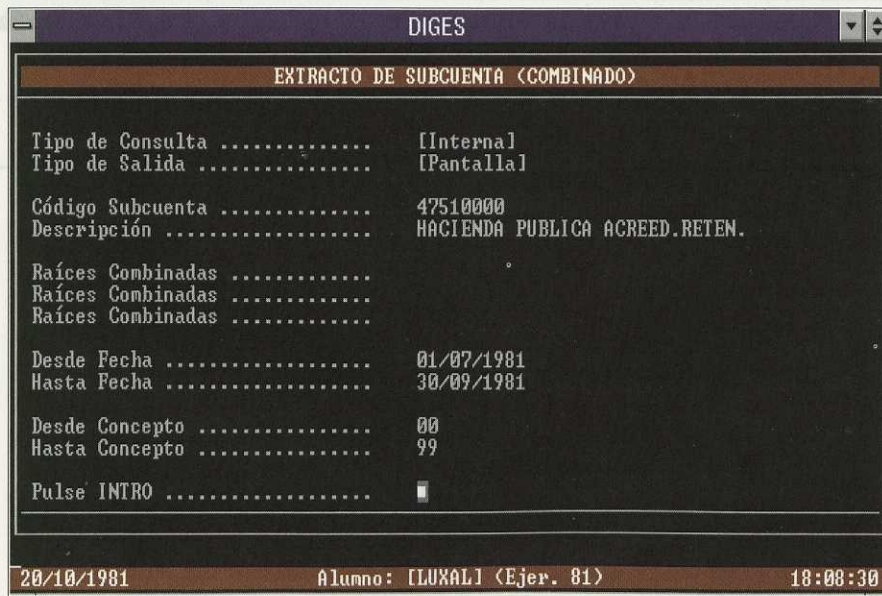 DIGES
EXTRACTO DE SUBCUENTA (COMBINADO)
Tipo de Consulta .............. [Interna]
Tipo de Salida ................ [Pantalla]
Código Subcuenta .............. 47510000
Descripción ................... HACIENDA PUBLICA ACREED.RETEN.
Raíces Combinadas .............
Raíces Combinadas .............
Raíces Combinadas .............
Desde Fecha ................... 01/07/1981
Hasta Fecha ................... 30/09/1981
Desde Concepto ................ 00
Hasta Concepto ................ 99
Pulse INTRO ...................
20/10/1981 Alumno: [LUXAL] (Ejer. 81) 18:08:30